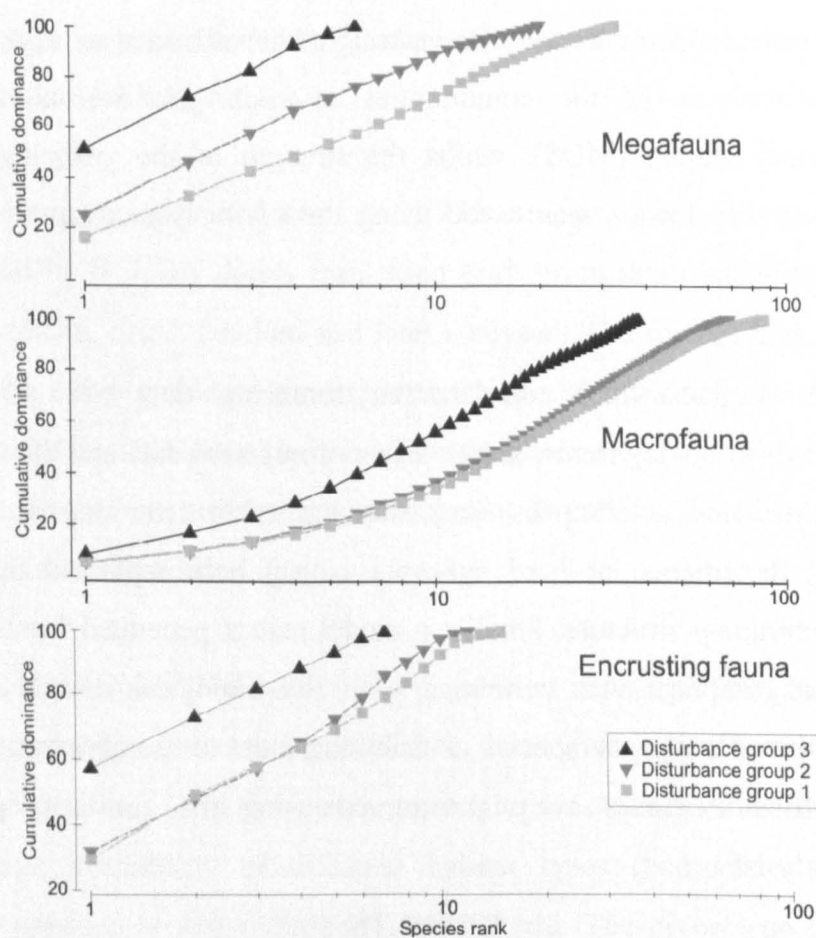 100
80
60
40
20
Cumulative dominance
Megafauna
1
10
100
100
80
60
40
20
Cumulative dominance
Macrofauna
1
10
100
100
80
60
40
20
Cumulative dominance
Encrusting fauna
Disturbance group 3
Disturbance group 2
Disturbance group 1
1
10
100
Species rank